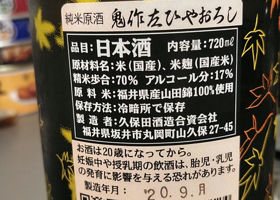 純米原酒 鬼作左ひやおろし
品目:日本酒 内容量:720ml
原材料名:米(国産)、米麹(国産米)
精米歩合:70% アルコール分:17%
原料米:福井県産山田錦100%使用
保存方法:冷暗所で保存
製造者:久保田酒造合資会社
福井県坂井市丸岡町山久保27-45
お酒は20歳になってから。
妊娠中や授乳期の飲酒は、胎児・乳児
の発育に影響を与える恐れがあります。
製造年月 '20.9.月